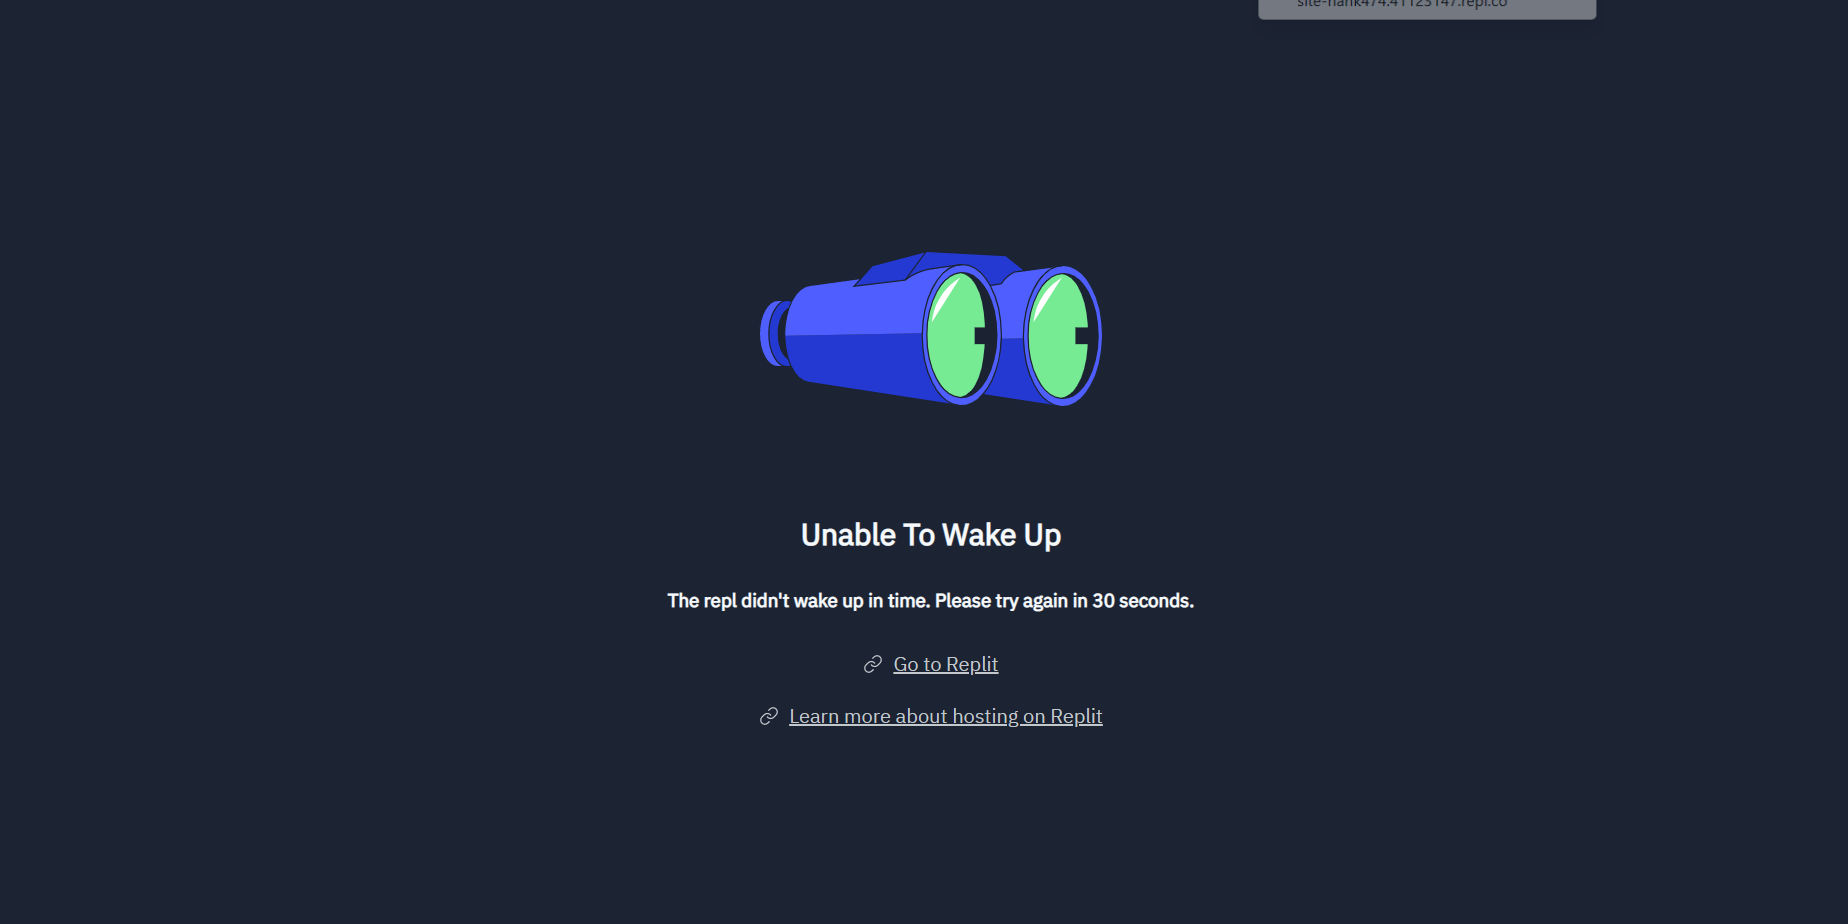 Unable To Wake Up
The repl didn't wake up in time. Please try again in 30 seconds.
Go to Replit
Learn more about hosting on Replit